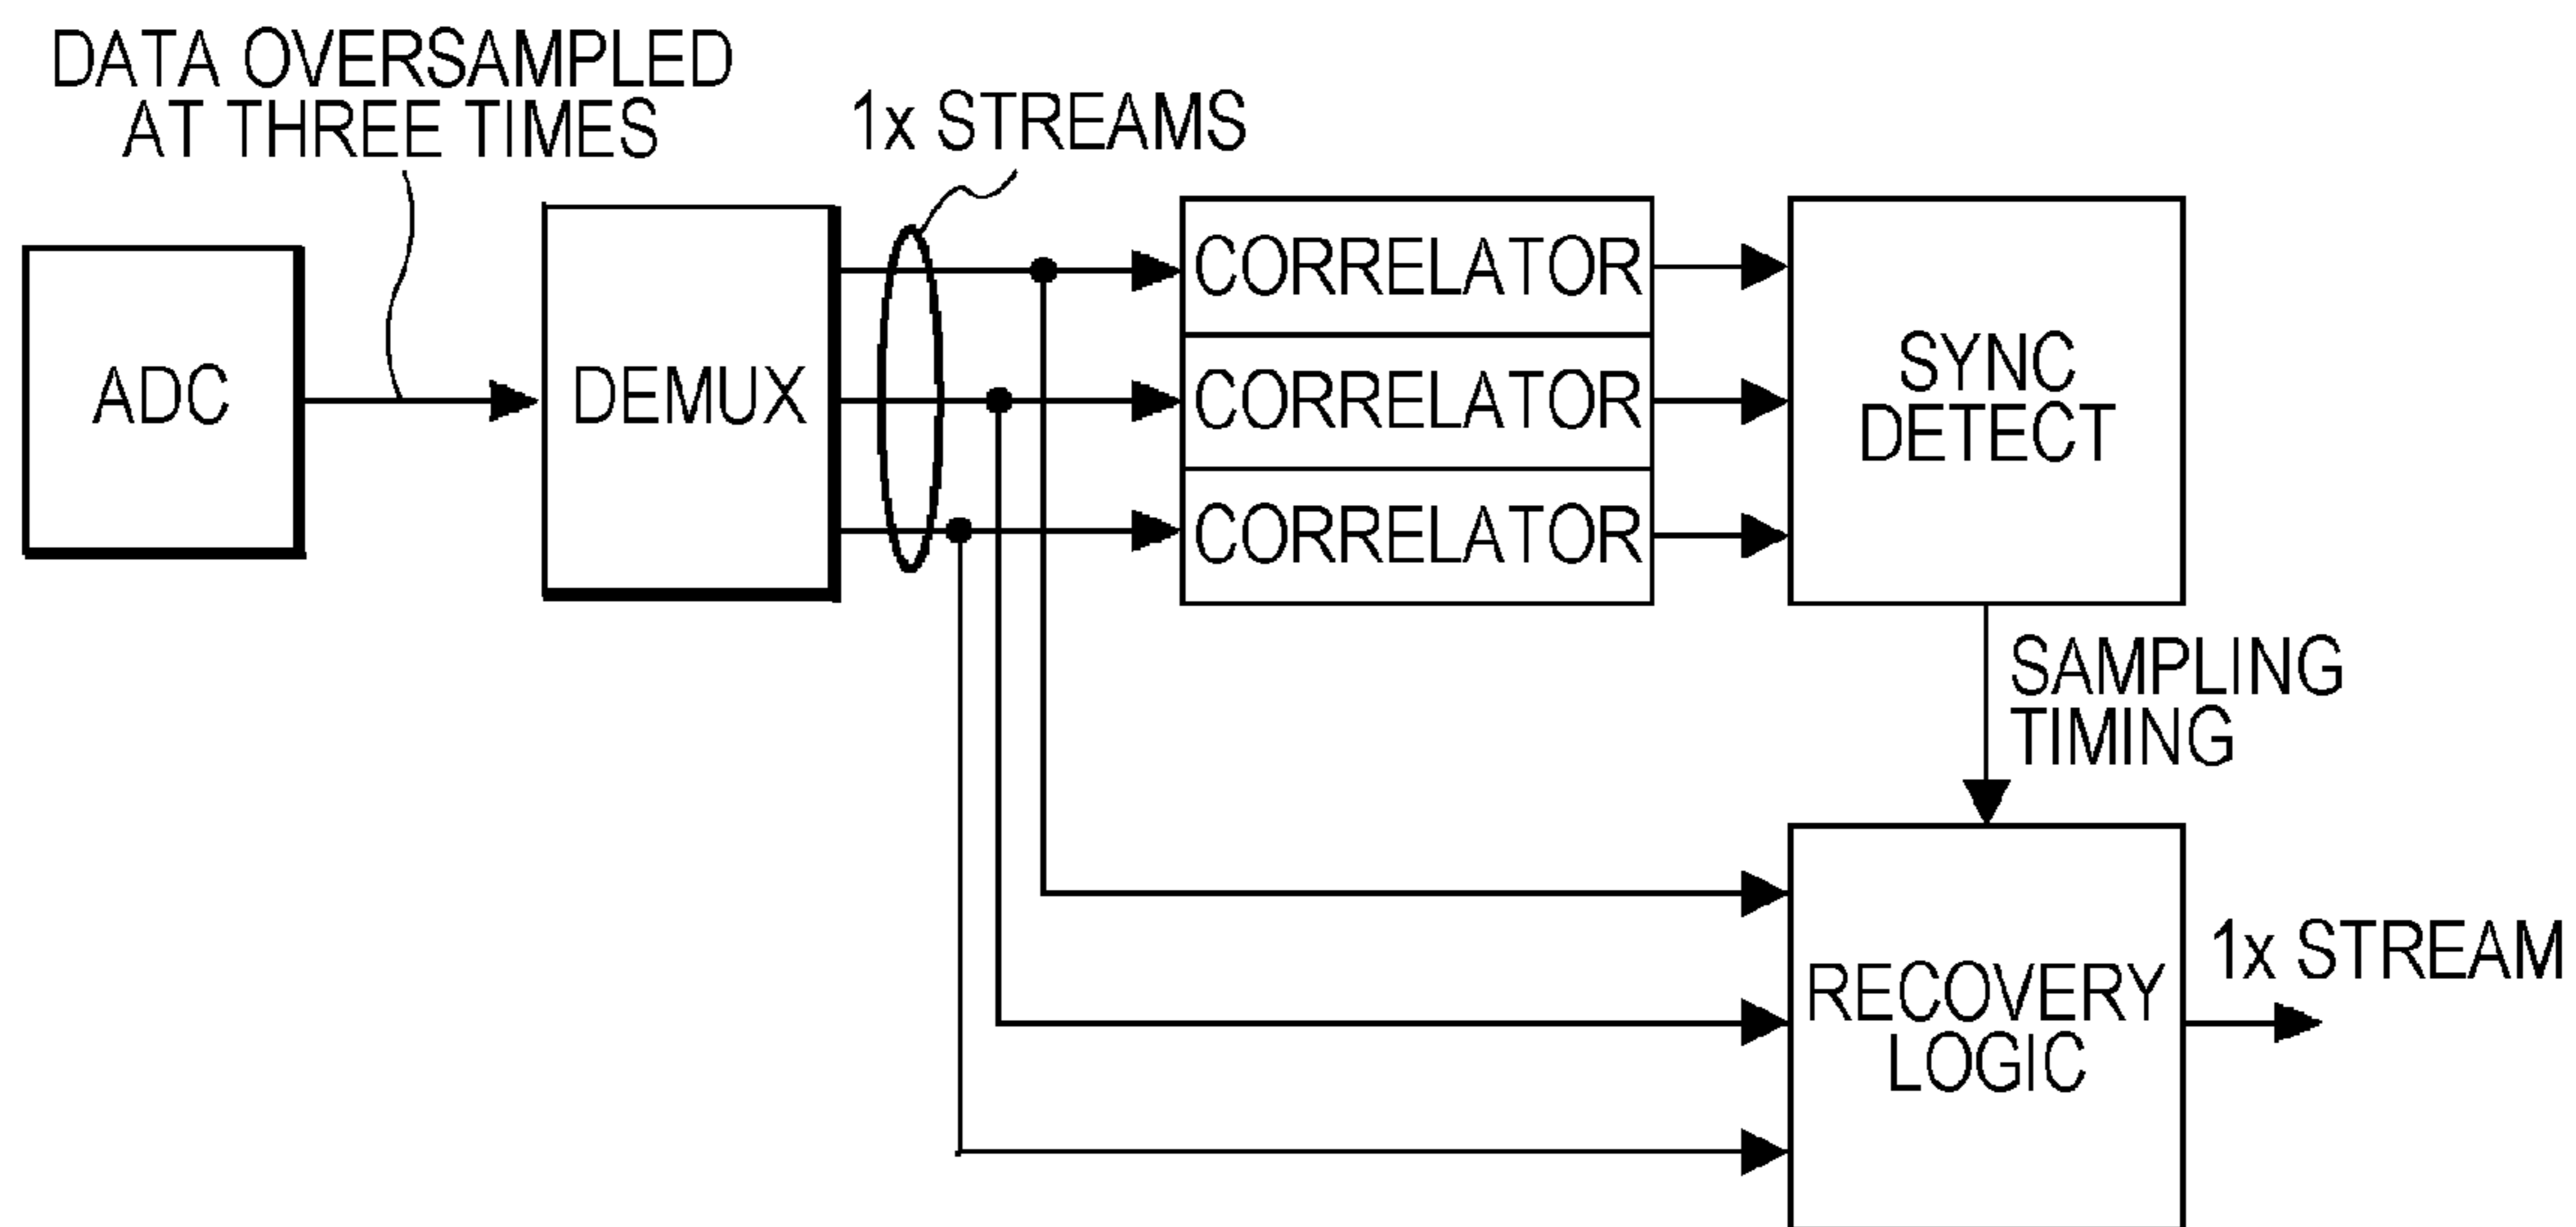 DATA OVERSAMPLED
AT THREE TIMES
1x STREAMS
ADC
DEMUX
CORRELATOR
CORRELATOR
CORRELATOR
SYNC
DETECT
SAMPLING
TIMING
RECOVERY
LOGIC
1x STREAM